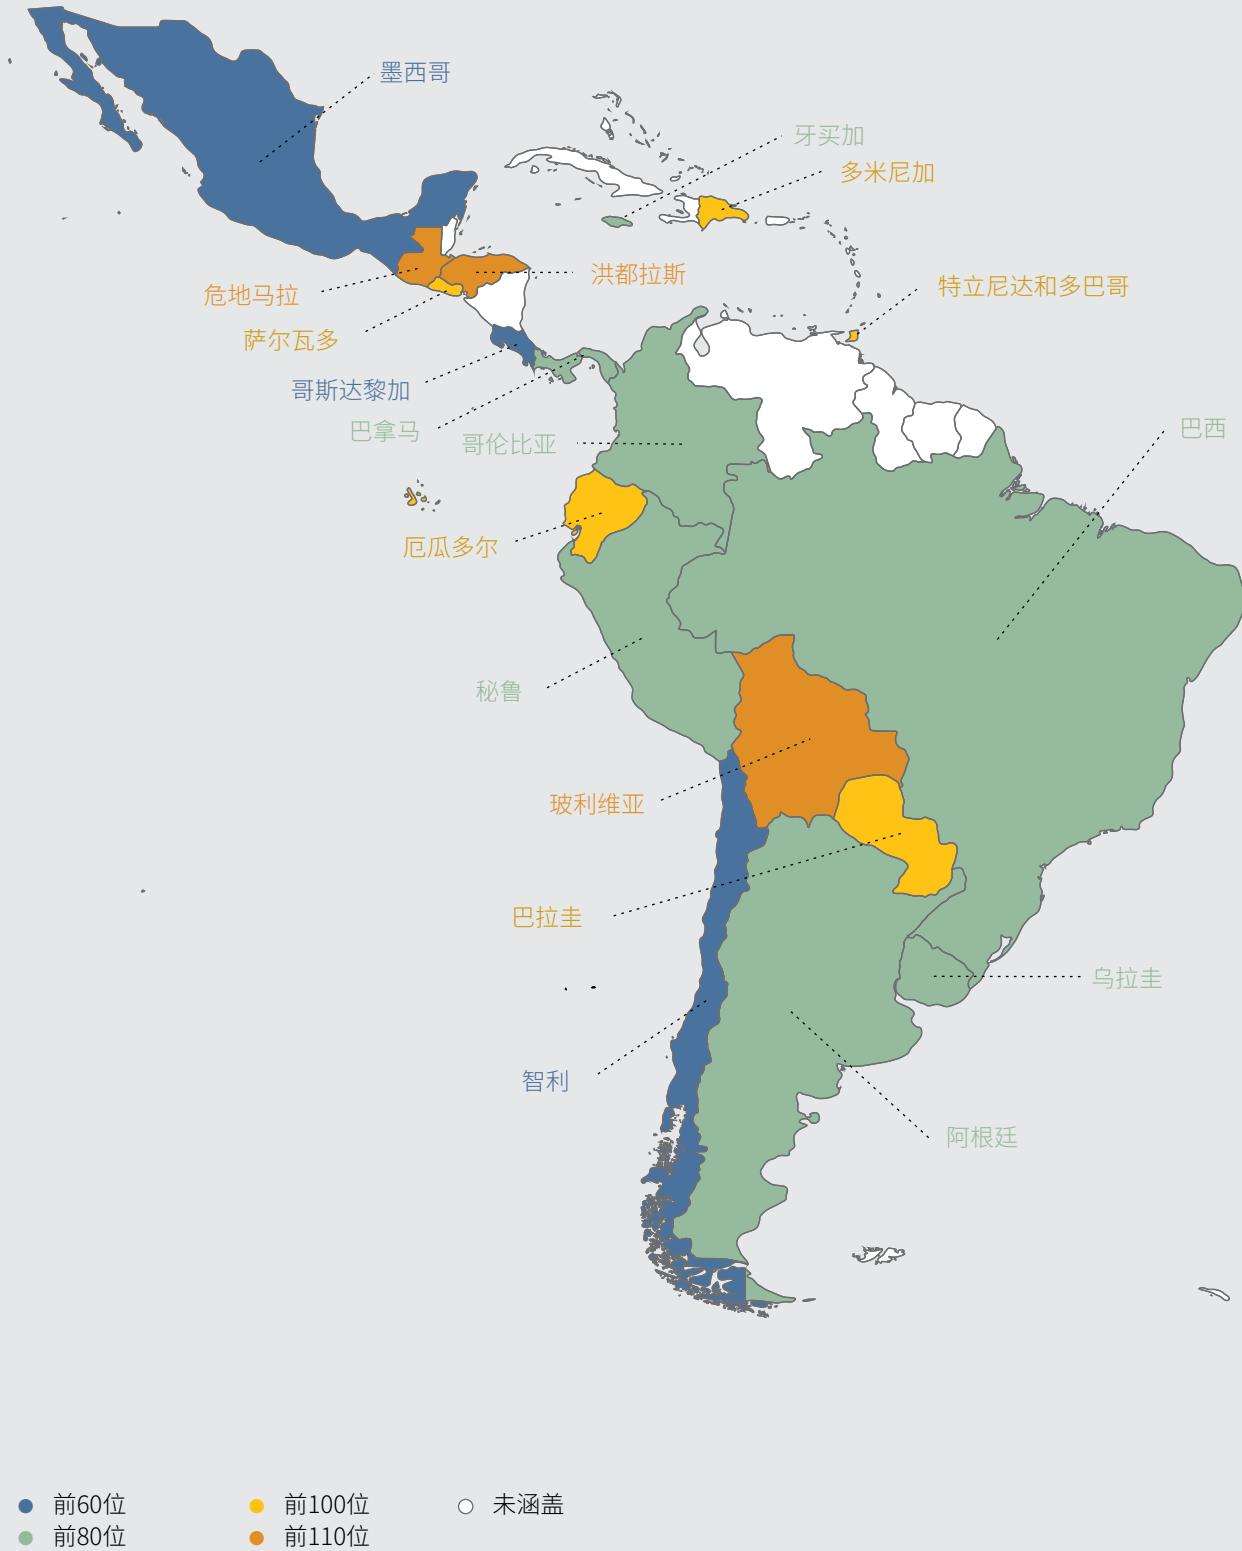 墨西哥
牙买加
多米尼加
危地马拉
洪都拉斯
特立尼达和多巴哥
萨尔瓦多
哥斯达黎加
巴拿马
哥伦比亚
巴西
厄瓜多尔
秘鲁
玻利维亚
巴拉圭
乌拉圭
智利
阿根廷
前60位
前100位
未涵盖
前80位
前110位